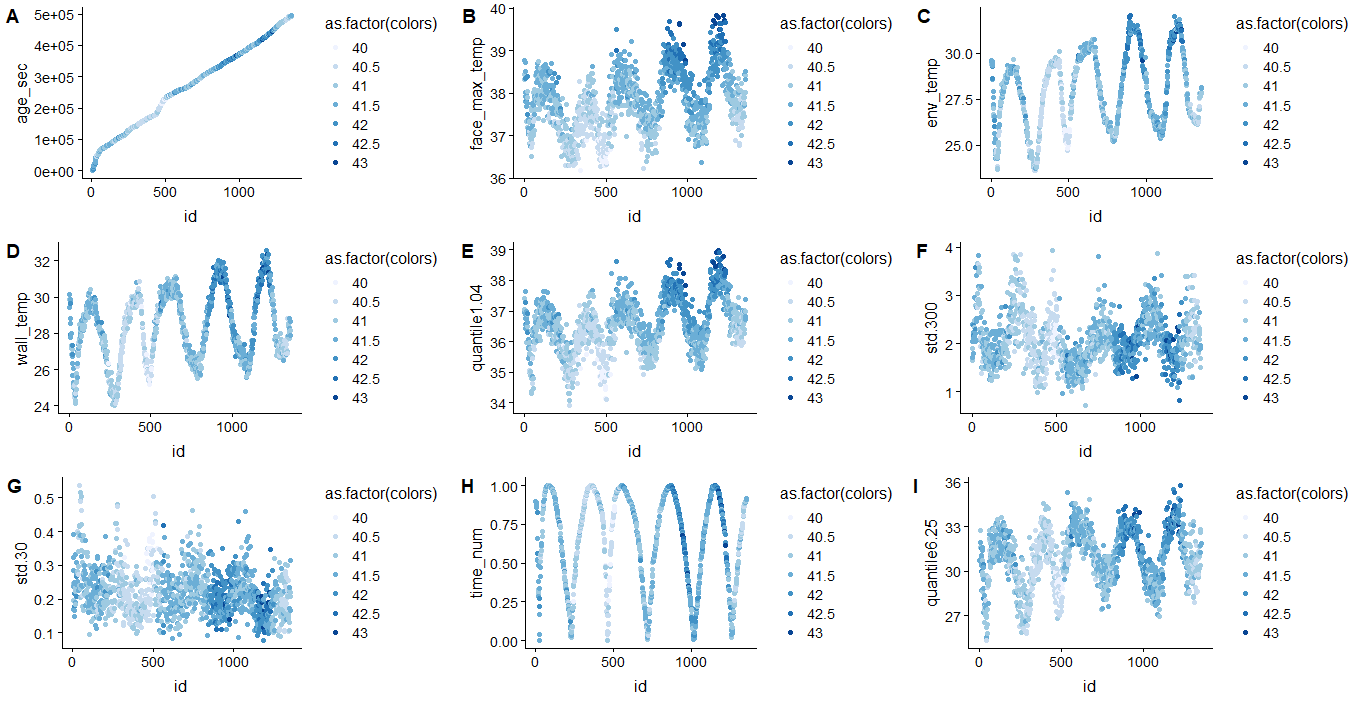 A
age_sec
5e+05
4e+05
3e+05
2e+05
1e+05
0e+00
0 500 1000
id
as.factor(colors)
40
40.5
41
41.5
42
42.5
43
B
face_max_temp
40
39
38
37
36
0 500 1000
id
as.factor(colors)
40
40.5
41
41.5
42
42.5
43
C
env_temp
30.0
27.5
25.0
0 500 1000
id
as.factor(colors)
40
40.5
41
41.5
42
42.5
43
D
wall_temp
32
30
28
26
24
0 500 1000
id
as.factor(colors)
40
40.5
41
41.5
42
42.5
43
E
quantile1.04
39
38
37
36
35
34
0 500 1000
id
as.factor(colors)
40
40.5
41
41.5
42
42.5
43
F
std.300
4
3
2
1
0 500 1000
id
as.factor(colors)
40
40.5
41
41.5
42
42.5
43
G
std.30
0.5
0.4
0.3
0.2
0.1
0 500 1000
id
as.factor(colors)
40
40.5
41
41.5
42
42.5
43
H
time_num
1.00
0.75
0.50
0.25
0.00
0 500 1000
id
as.factor(colors)
40
40.5
41
41.5
42
42.5
43
I
quantile6.25
36
33
30
27
0 500 1000
id
as.factor(colors)
40
40.5
41
41.5
42
42.5
43